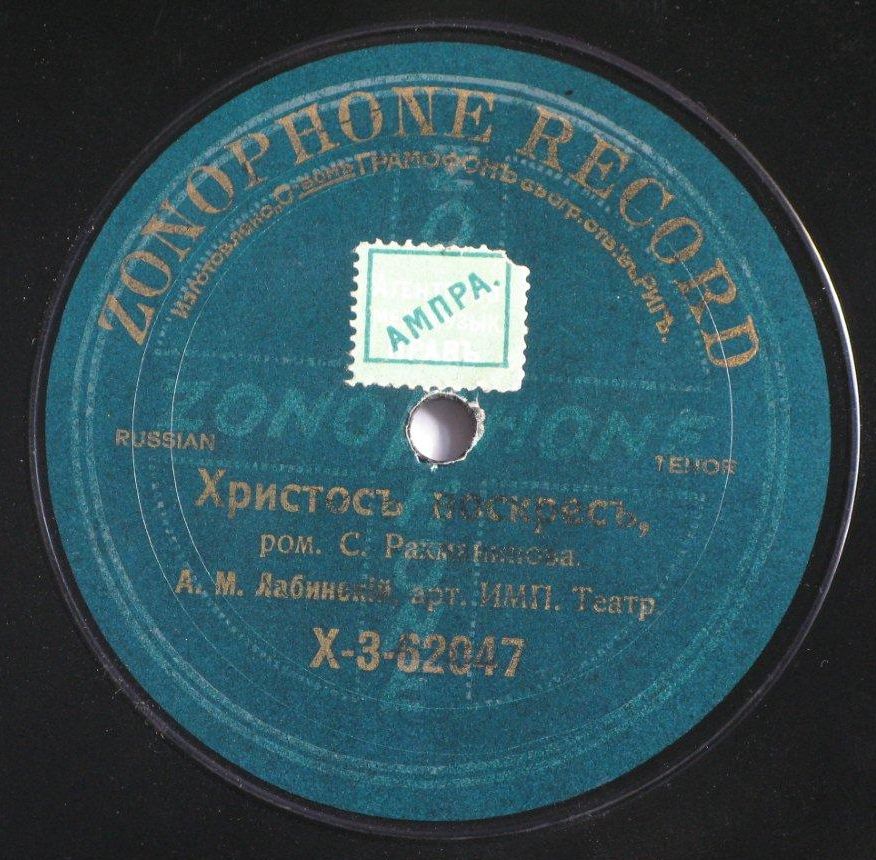 ZONOPHONE RECORD
Изготовлено „О-вомъ Грамофонъ съ огр. отв." въ Ригѣ.
АМПРА.
ZONOPHONE
RUSSIAN
TENOR
Христосъ воскресъ,
ром. С. Рахманинова.
А. М. Лабинскій, арт. ИМП. Театр.
X-3-62047